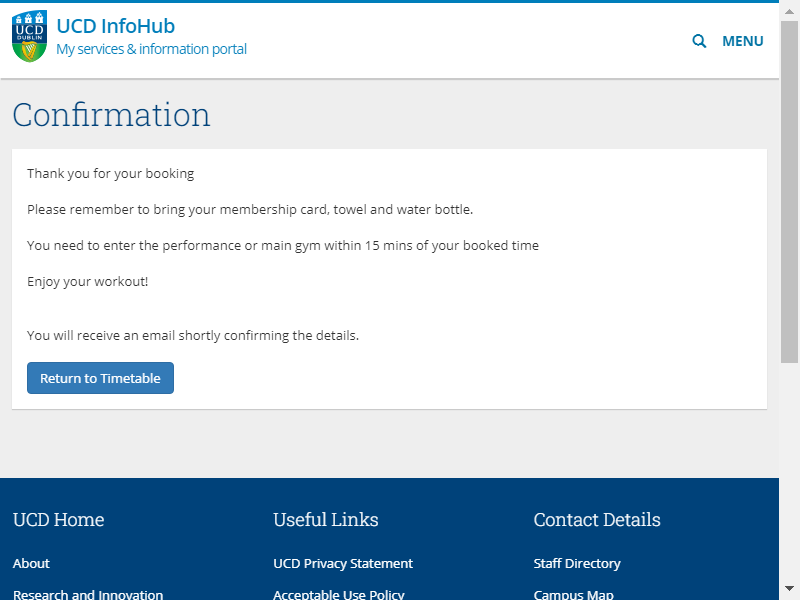 UCD
DUBLIN
UCD InfoHub
My services & information portal
MENU
Confirmation
Thank you for your booking
Please remember to bring your membership card, towel and water bottle.
You need to enter the performance or main gym within 15 mins of your booked time
Enjoy your workout!
You will receive an email shortly confirming the details.
Return to Timetable
UCD Home
Useful Links
Contact Details
About
UCD Privacy Statement
Staff Directory
Research and Innovation
Acceptable Use Policy
Campus Map